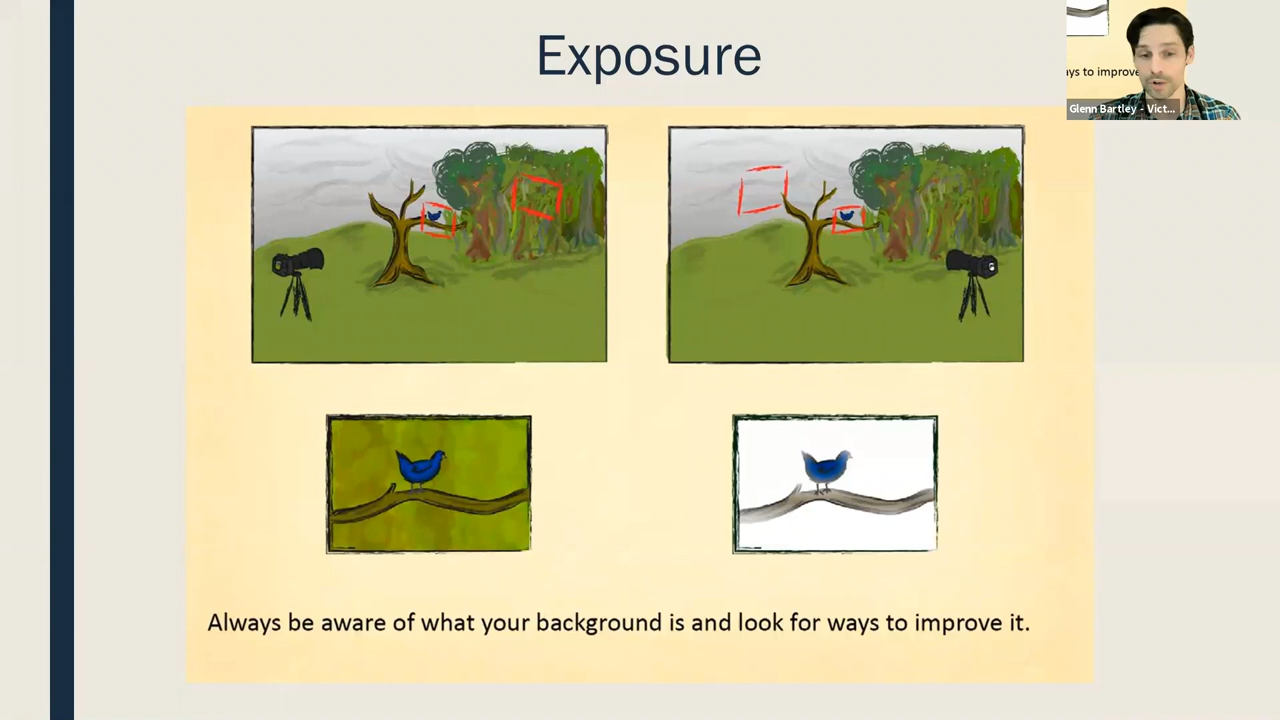 Exposure
ays to improve
Glenn Bartley - Vict...
Always be aware of what your background is and look for ways to improve it.